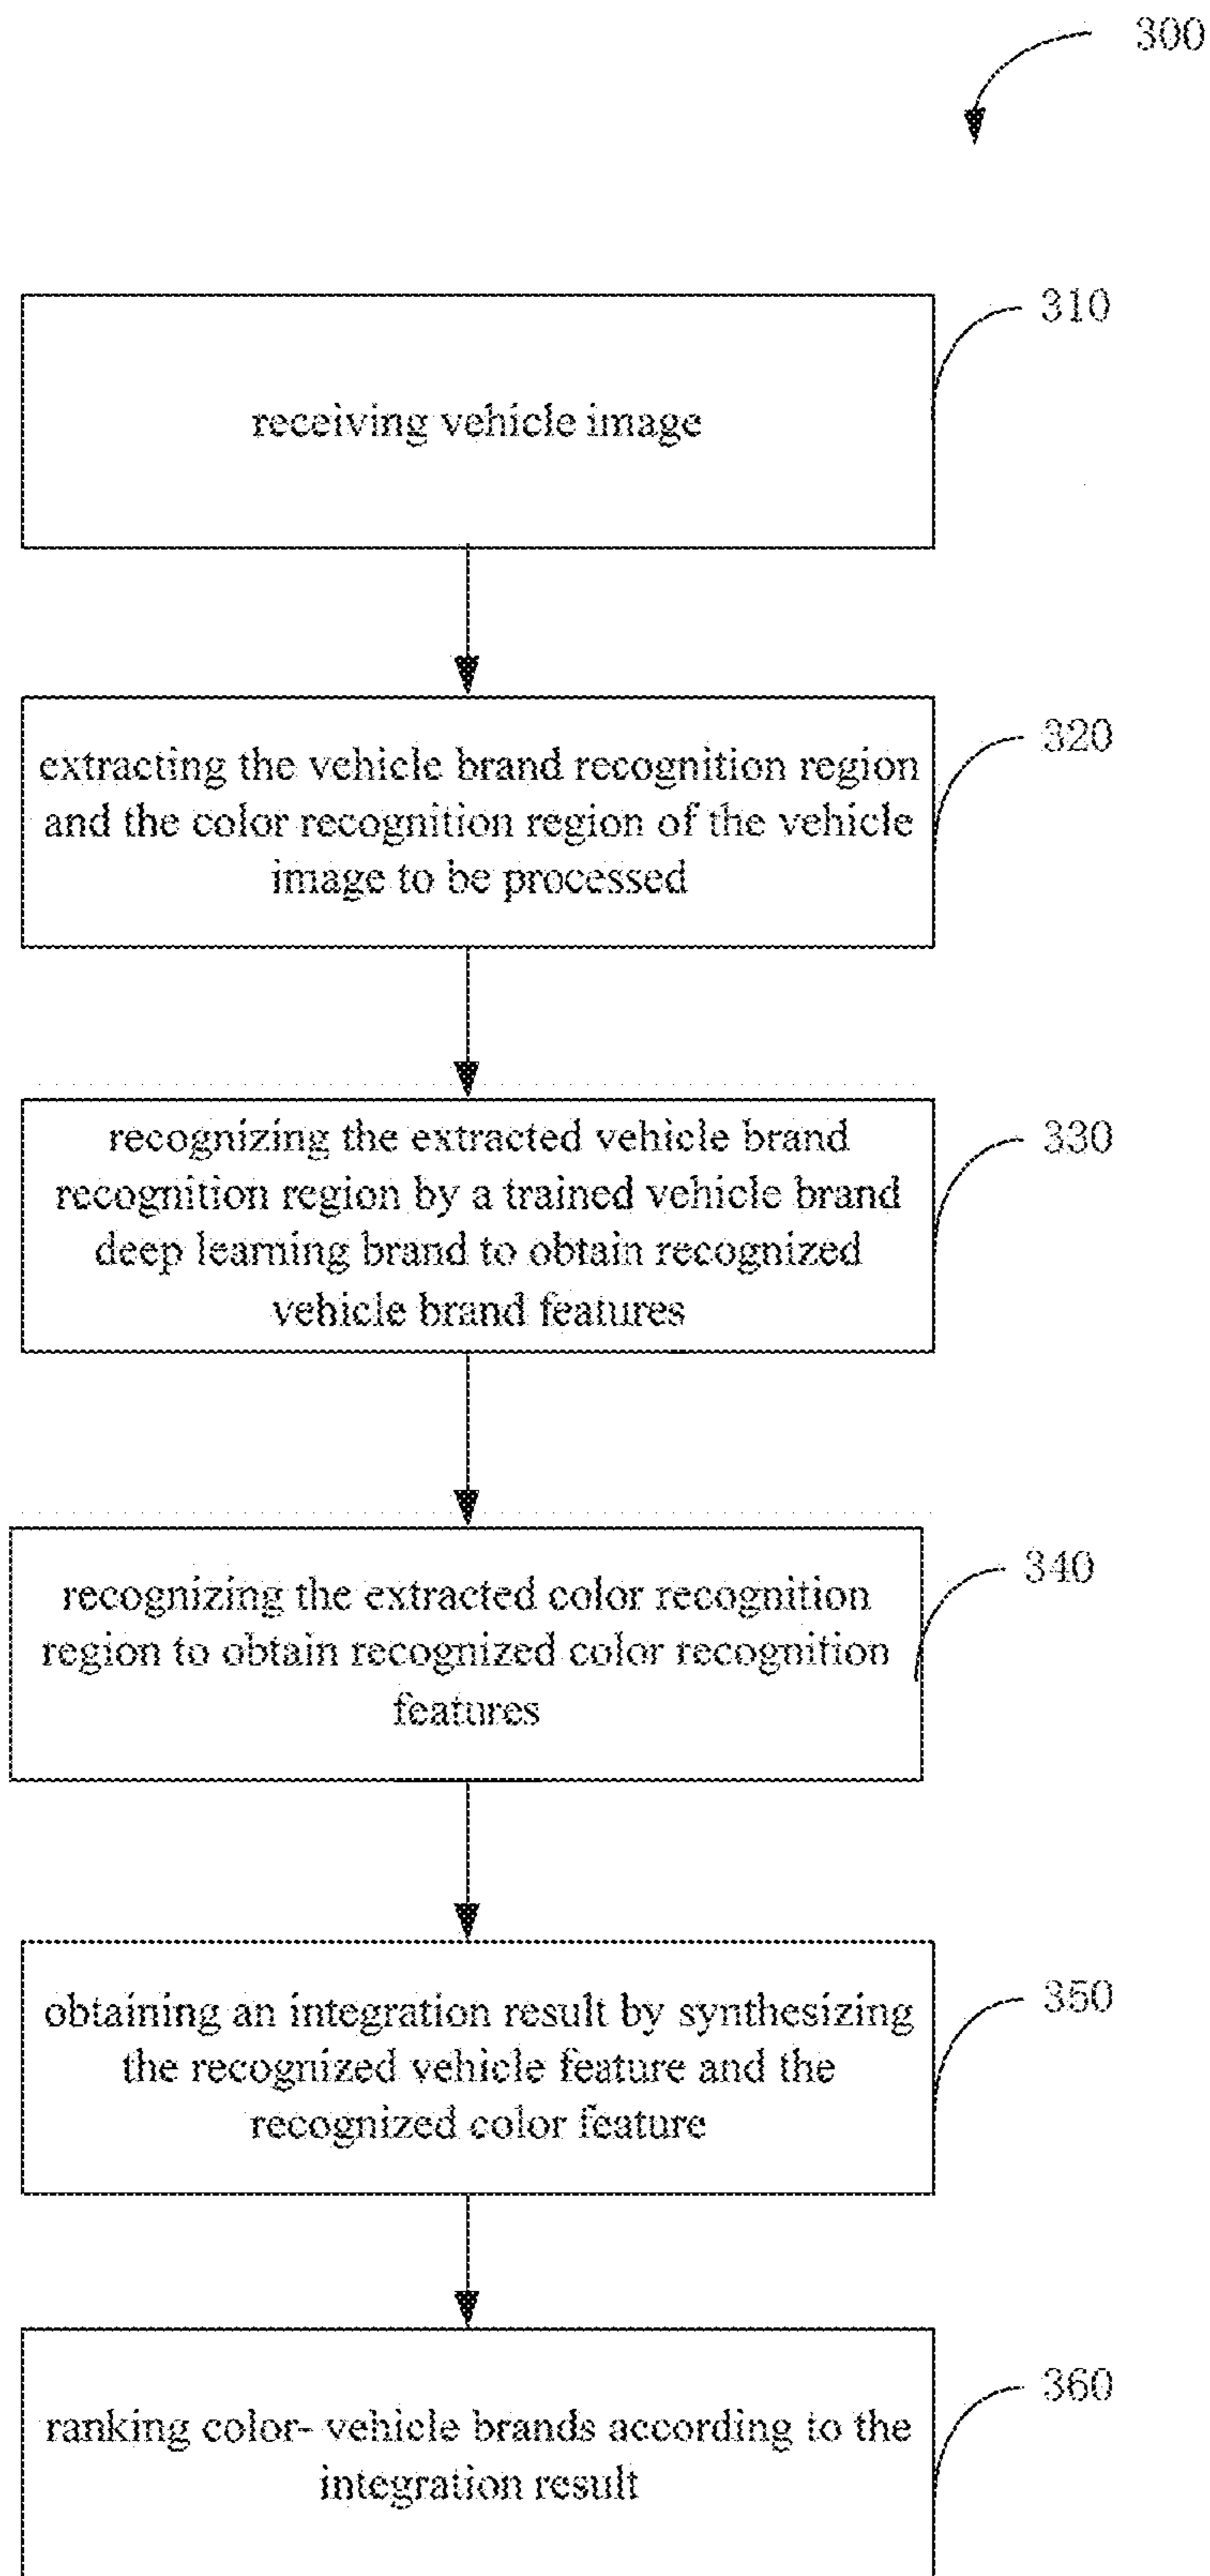 300
310
receiving vehicle image
320
extracting the vehicle brand recognition region
and the color recognition region of the vehicle
image to be processed
330
recognizing the extracted vehicle brand
recognition region by a trained vehicle brand
deep learning brand to obtain recognized
vehicle brand features
340
recognizing the extracted color recognition
region to obtain recognized color recognition
features
350
obtaining an integration result by synthesizing
the recognized vehicle feature and the
recognized color feature
360
ranking color- vehicle brands according to the
integration result